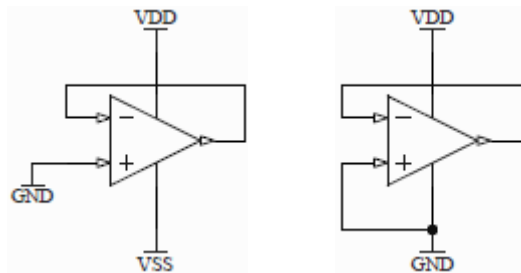 VDD VDD
− −
+ +
GND
VSS GND